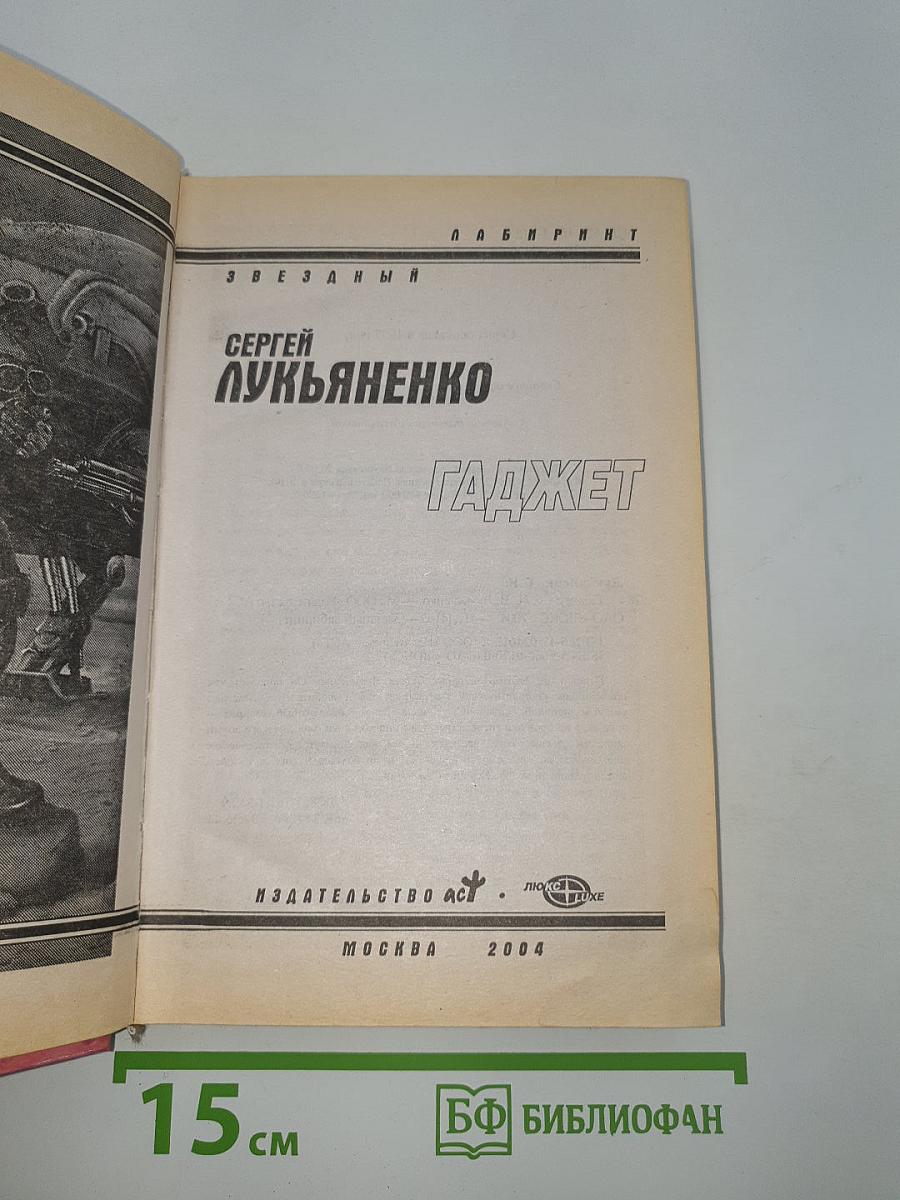 ЛАБИРИНТ
ЗВЕЗДНЫЙ
СЕРГЕЙ
ЛУКЬЯНЕНКО
ГАДЖЕТ
ИЗДАТЕЛЬСТВО аст • ЛЮКС LUXE
МОСКВА 2004
15 см
БФ БИБЛИОФАН